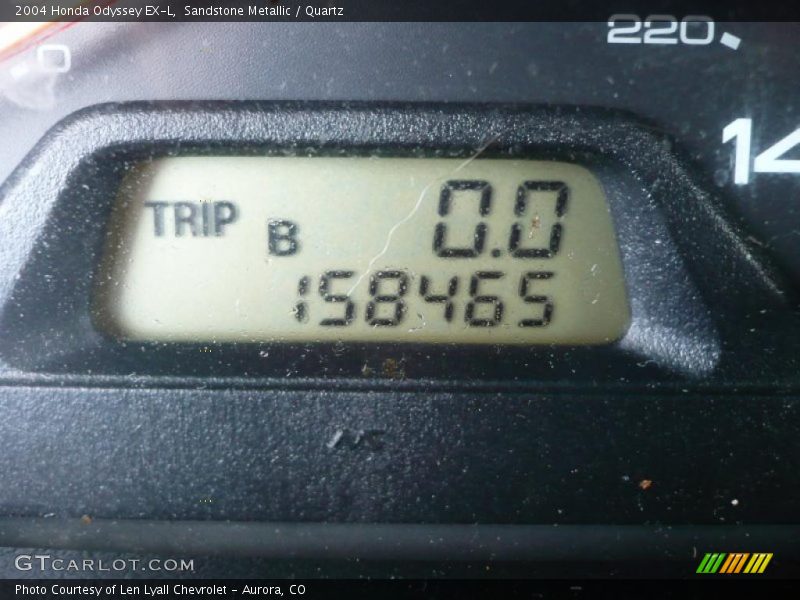 2004 Honda Odyssey EX-L, Sandstone Metallic / Quartz
0
220
14
TRIP B 0.0
158465
GTCARLOT.COM
Photo Courtesy of Len Lyall Chevrolet - Aurora, CO